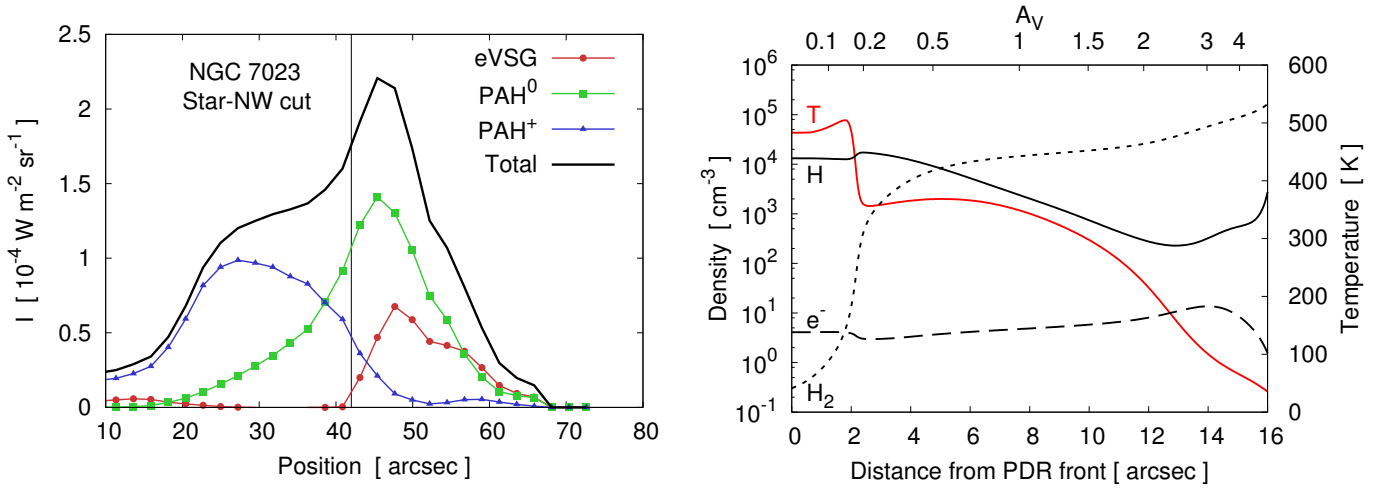 NGC 7023
Star-NW cut
eVSG
PAH^0
PAH^+
Total
I [ 10^-4 W m^-2 sr^-1 ]
2.5
2
1.5
1
0.5
0
10 20 30 40 50 60 70 80
Position [ arcsec ]
A_V
0.1 0.2 0.5 1 1.5 2 3 4
Density [ cm^-3 ]
10^6
10^5
10^4
10^3
10^2
10^1
10^0
10^-1
T
H
e^-
H_2
600
500
400
300
200
100
0
Temperature [ K ]
0 2 4 6 8 10 12 14 16
Distance from PDR front [ arcsec ]